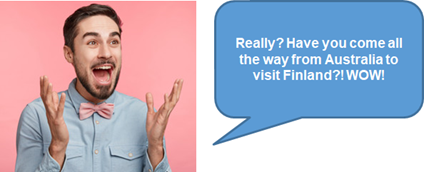 Really? Have you come all
the way from Australia to
visit Finland?! WOW!